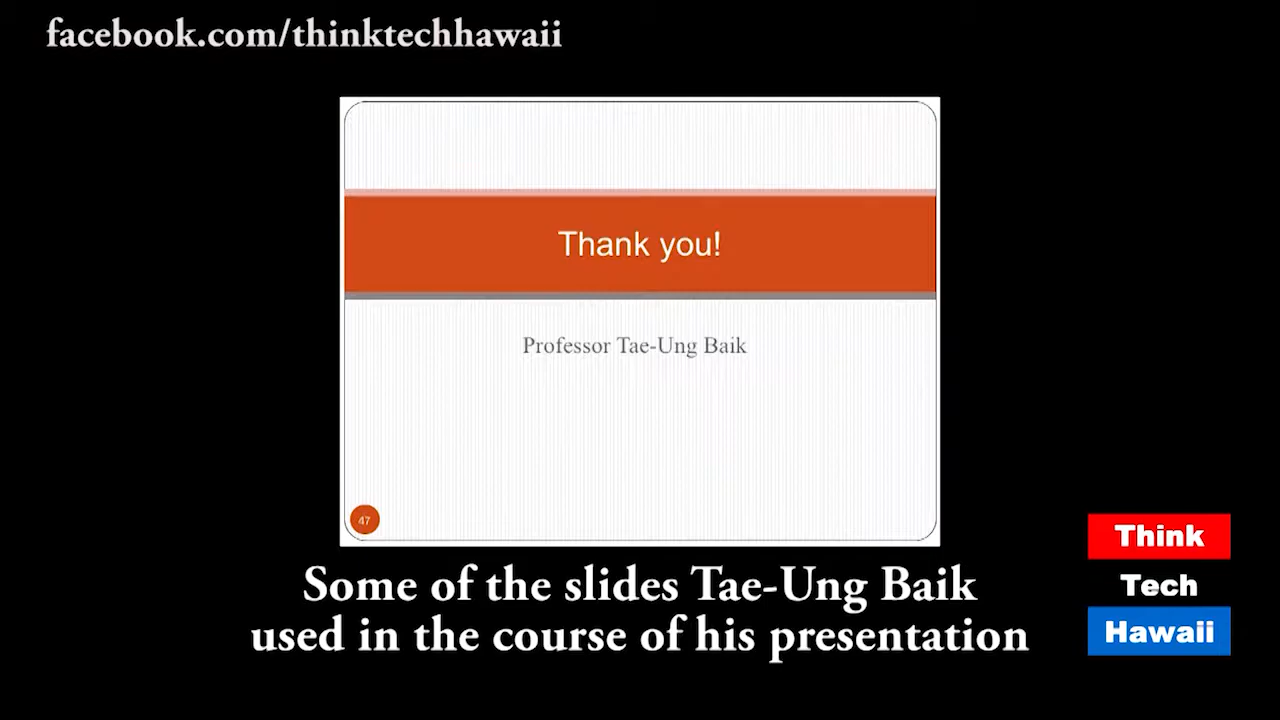 facebook.com/thinktechhawaii
Thank you!
Professor Tae-Ung Baik
47
Some of the slides Tae-Ung Baik
used in the course of his presentation
Think
Tech
Hawaii